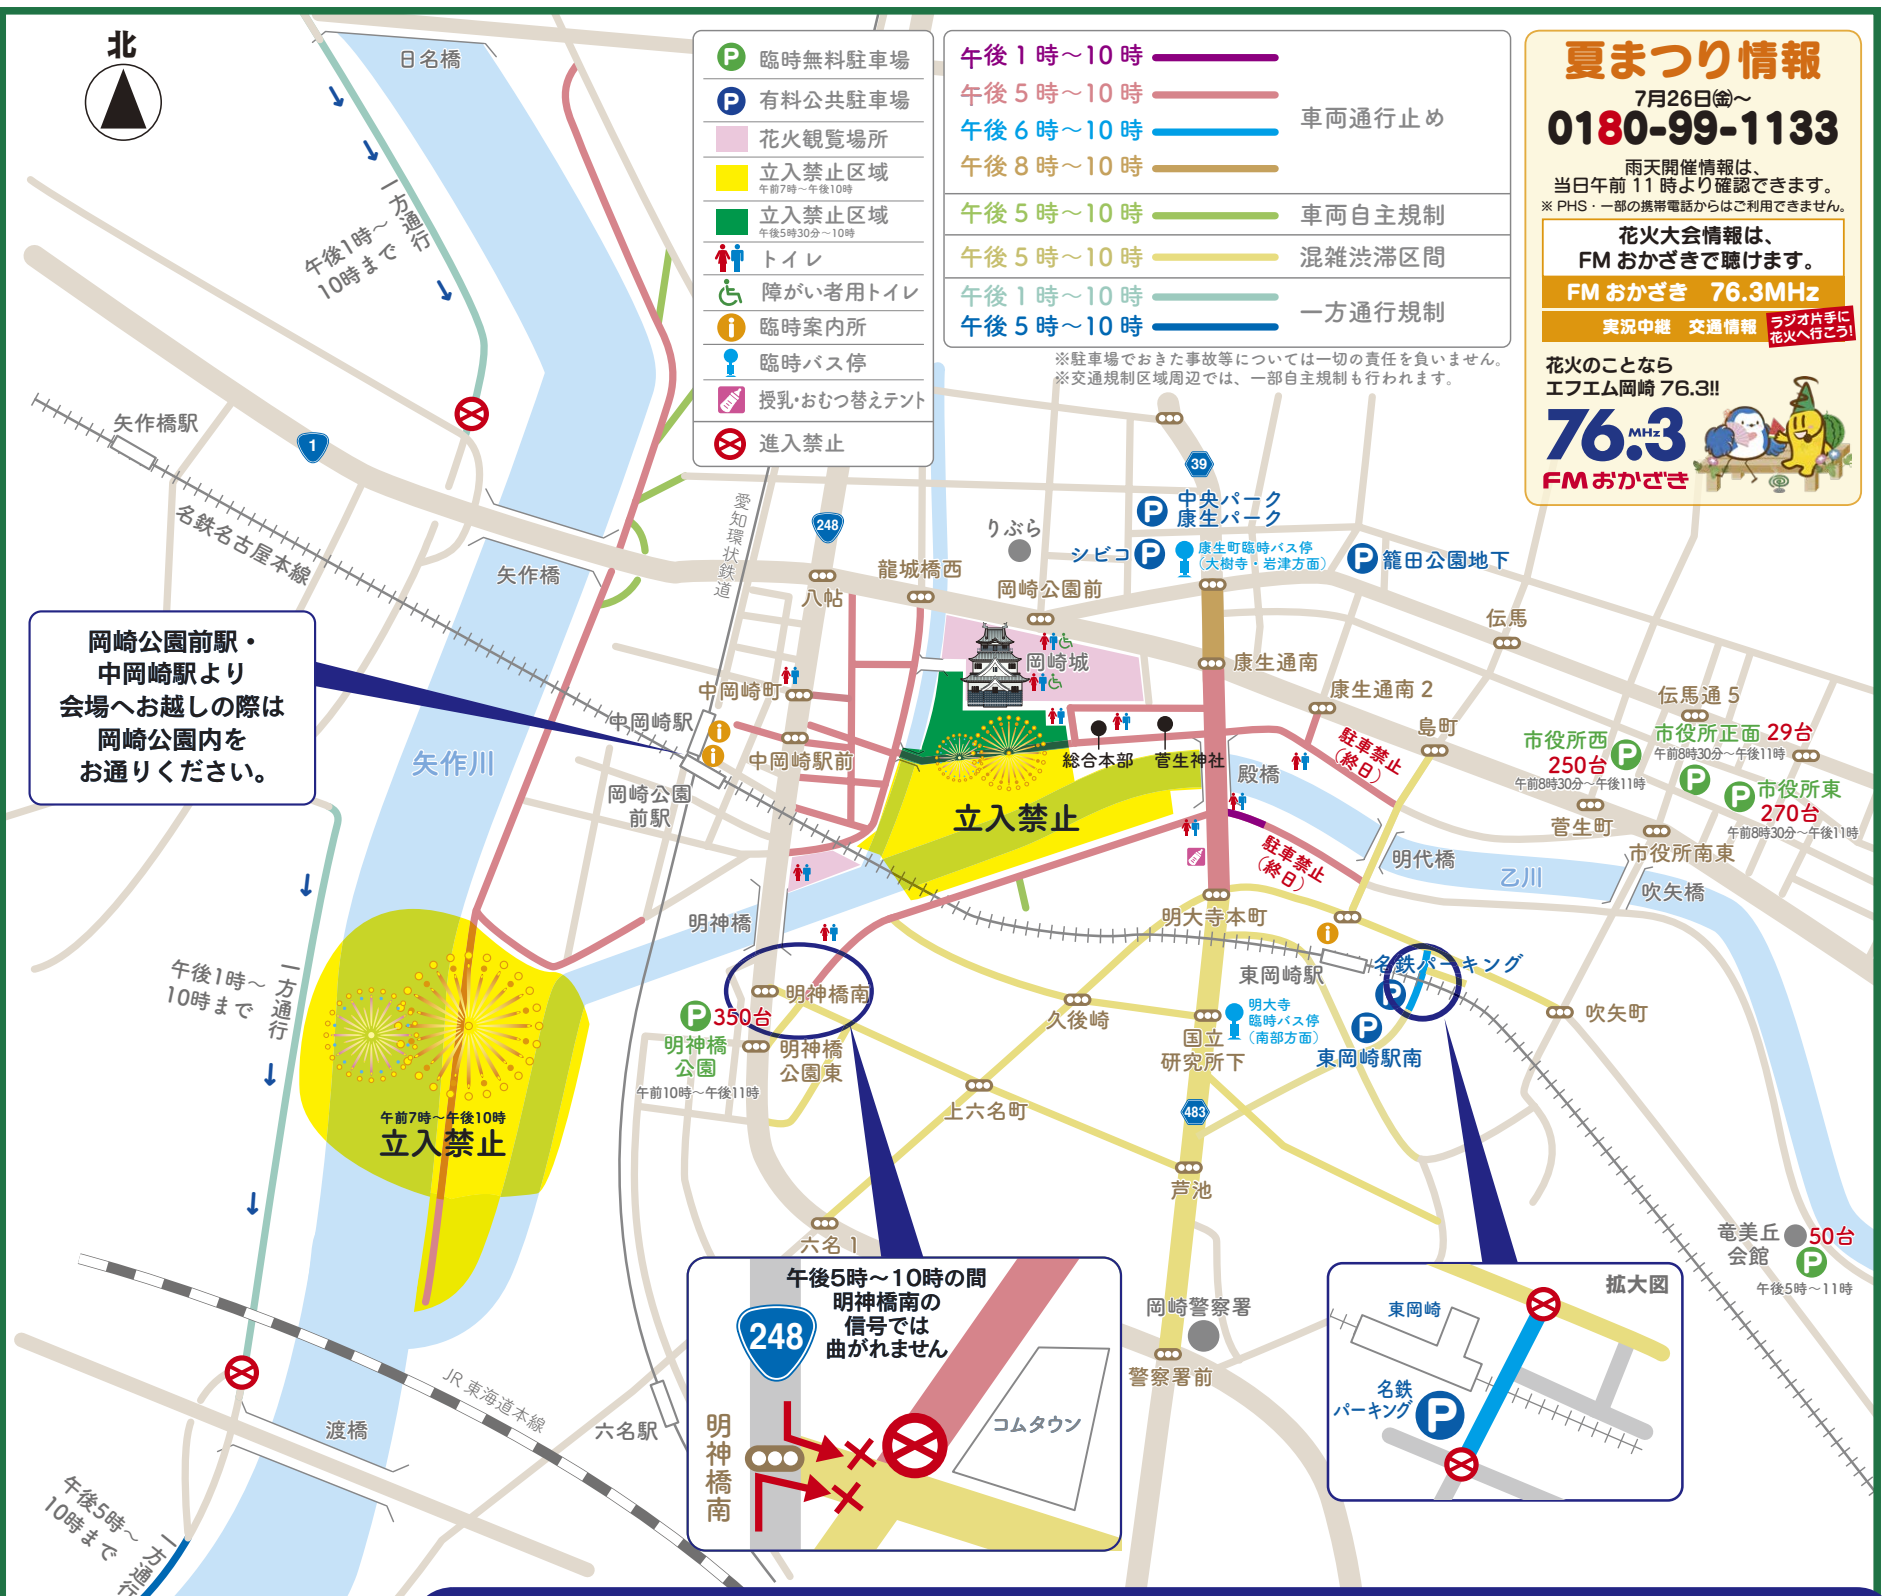 北
日名橋
一方通行
午後1時〜
10時まで
矢作橋駅
1
名鉄名古屋本線
矢作橋
P 臨時無料駐車場
P 有料公共駐車場
花火観覧場所
立入禁止区域
午前7時〜午後10時
立入禁止区域
午後5時30分〜10時
トイレ
障がい者用トイレ
臨時案内所
臨時バス停
授乳・おむつ替えテント
進入禁止
午後1時〜10時
午後5時〜10時
午後6時〜10時
午後8時〜10時
車両通行止め
午後5時〜10時
車両自主規制
午後5時〜10時
混雑渋滞区間
午後1時〜10時
午後5時〜10時
一方通行規制
※駐車場でおきた事故等については一切の責任を負いません。
※交通規制区域周辺では、一部自主規制も行われます。
夏まつり情報
7月26日㈮〜
0180-99-1133
雨天開催情報は、
当日午前11時より確認できます。
※ PHS・一部の携帯電話からはご利用できません。
花火大会情報は、
FMおかざきで聴けます。
FMおかざき 76.3MHz
実況中継 交通情報
ラジオ片手に
花火へ行こう!
花火のことなら
エフエム岡崎 76.3!!
76.3
MHz
FMおかざき
愛知環状鉄道
248
八帖
龍城橋西
りぶら
岡崎公園前
39
P
中央パーク
康生パーク
シビコ P
康生町臨時バス停
(大樹寺・岩津方面)
P 籠田公園地下
伝馬
岡崎城
康生通南
康生通南2
島町
伝馬通5
岡崎公園前駅・
中岡崎駅より
会場へお越しの際は
岡崎公園内を
お通りください。
矢作川
中岡崎町
中岡崎駅
中岡崎駅前
岡崎公園
前駅
総合本部
菅生神社
殿橋
立入禁止
駐車禁止
(終日)
駐車禁止
(終日)
市役所西
250台
P
午前8時30分〜午後11時
市役所正面 29台
午前8時30分〜午後11時
P
P 市役所東
270台
午前8時30分〜午後11時
菅生町
市役所南東
明代橋
乙川
吹矢橋
明神橋
明大寺本町
東岡崎駅
名鉄パーキング
P
P
東岡崎駅南
吹矢町
一方通行
午後1時〜
10時まで
明神橋南
P 350台
明神橋
公園
午前10時〜午後11時
明神橋
公園東
久後崎
国立
研究所下
明大寺
臨時バス停
(南部方面)
上六名町
483
芦池
六名1
午前7時〜午後10時
立入禁止
竜美丘
会館
50台
P
午後5時〜11時
岡崎警察署
警察署前
午後5時〜10時の間
明神橋南の
信号では
曲がれません
248
明神橋南
コムタウン
拡大図
東岡崎
名鉄
パーキング
P
JR東海道本線
六名駅
渡橋
午後5時〜
10時まで
一方通行